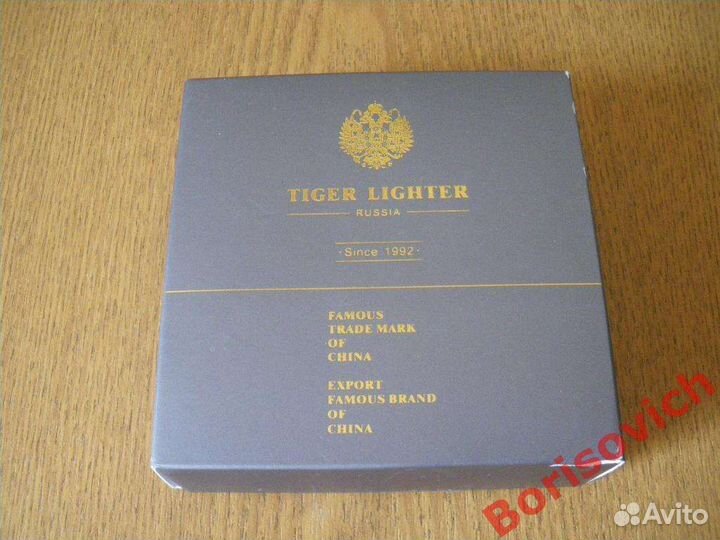 TIGER LIGHTER
RUSSIA
·Since 1992·
FAMOUS
TRADE MARK
OF
CHINA
EXPORT
FAMOUS BRAND
OF
CHINA
Borisovich
Avito